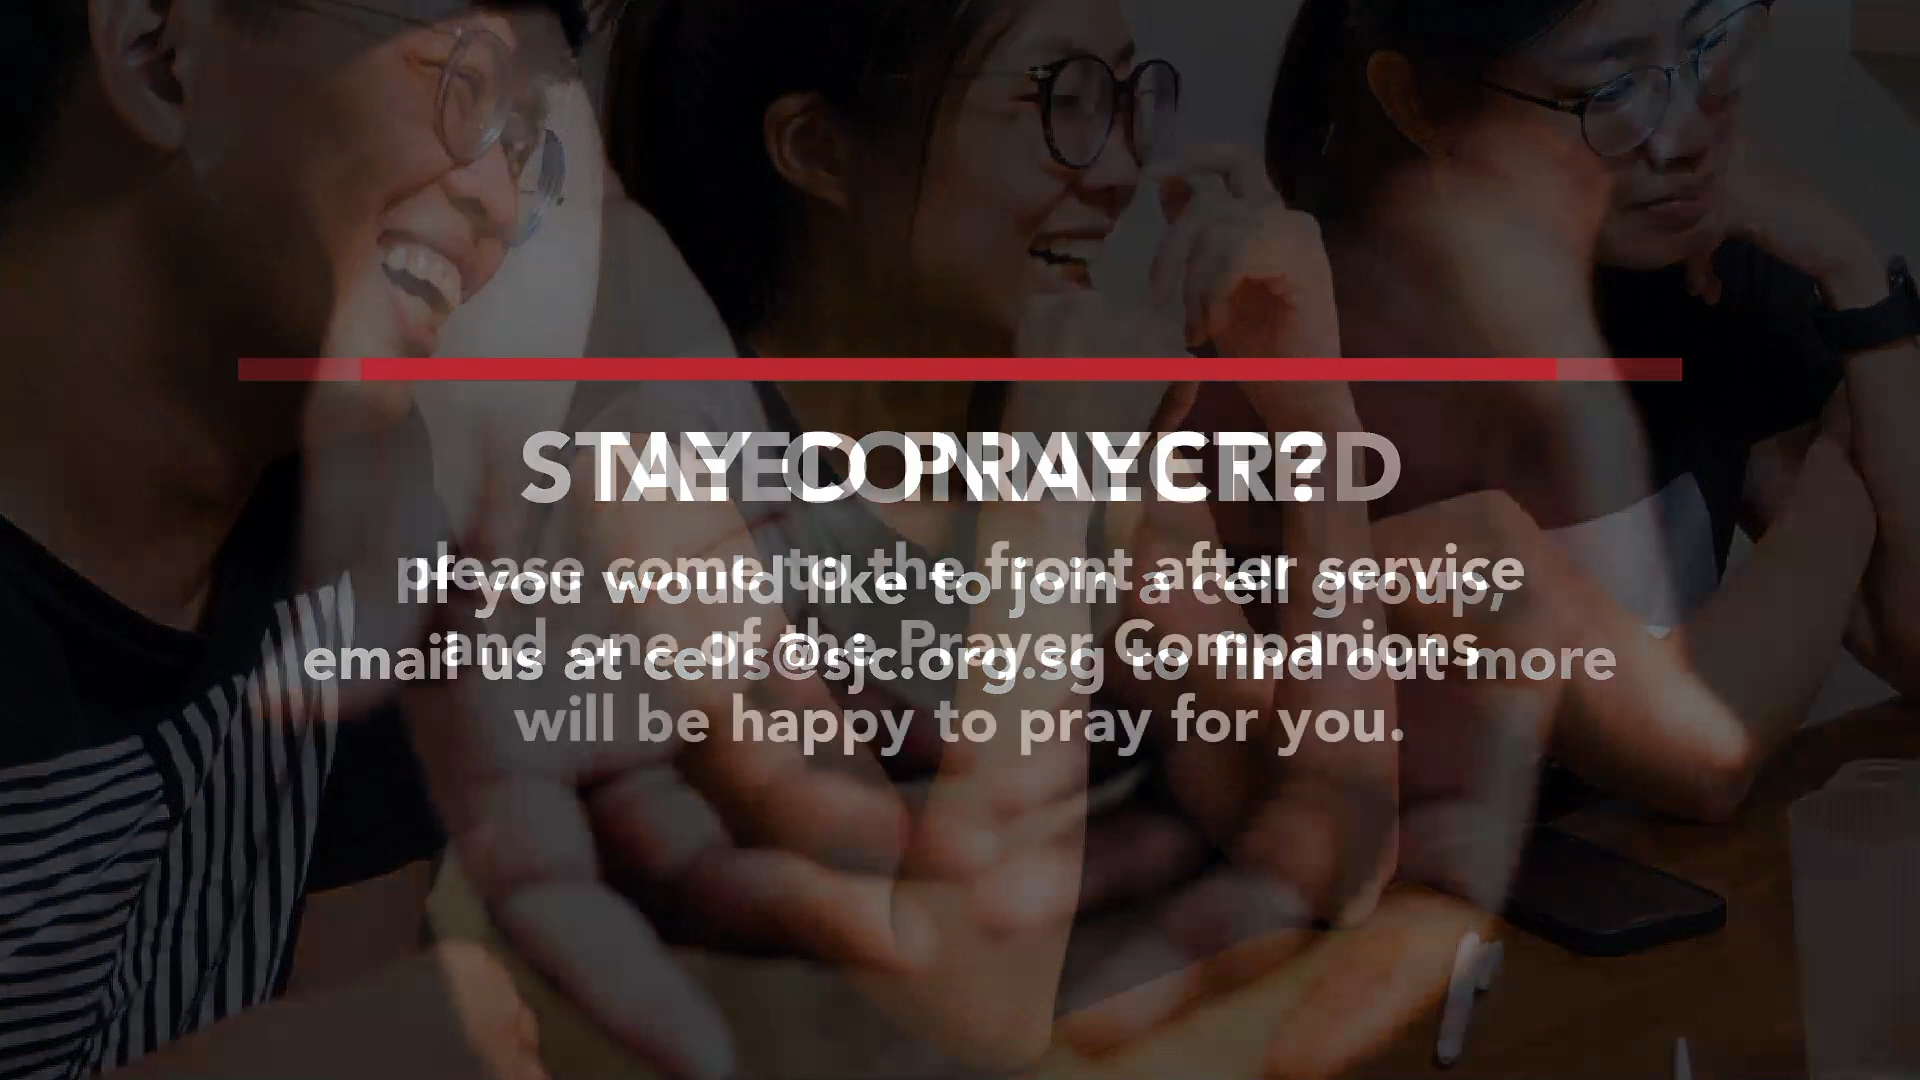 STAY CONNECTED
If you would like to join a cell group,
email us at cells@sjc.org.sg to find out more
NEED PRAYER?
please come to the front after service
and one of the Prayer Companions
will be happy to pray for you.